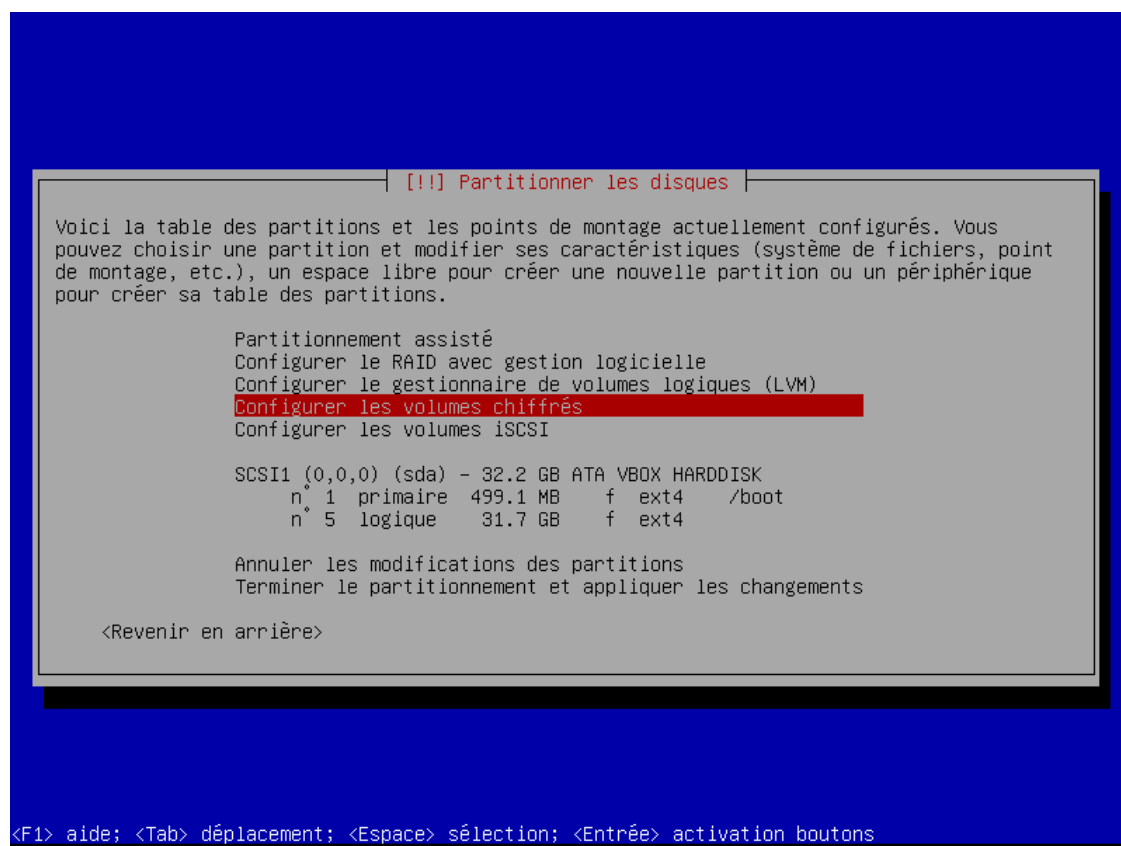 [!!] Partitionner les disques
Voici la table des partitions et les points de montage actuellement configurés. Vous
pouvez choisir une partition et modifier ses caractéristiques (système de fichiers, point
de montage, etc.), un espace libre pour créer une nouvelle partition ou un périphérique
pour créer sa table des partitions.
Partitionnement assisté
Configurer le RAID avec gestion logicielle
Configurer le gestionnaire de volumes logiques (LVM)
Configurer les volumes chiffrés
Configurer les volumes iSCSI
SCSI1 (0,0,0) (sda) – 32.2 GB ATA VBOX HARDDISK
n° 1 primaire 499.1 MB f ext4 /boot
n° 5 logique 31.7 GB f ext4
Annuler les modifications des partitions
Terminer le partitionnement et appliquer les changements
<Revenir en arrière>
<F1> aide; <Tab> déplacement; <Espace> sélection; <Entrée> activation boutons